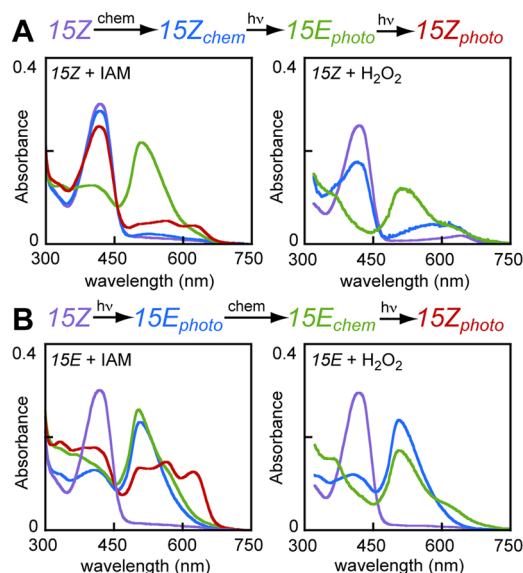 A 15Z chem 15Zchem hν 15Ephoto hν 15Zphoto
0.4 15Z + IAM
Absorbance
0
300 450 600 750
wavelength (nm)
0.4 15Z + H2O2
Absorbance
0
300 450 600 750
wavelength (nm)
B 15Z hν 15Ephoto chem 15Echem hν 15Zphoto
0.4 15E + IAM
Absorbance
0
300 450 600 750
wavelength (nm)
0.4 15E + H2O2
Absorbance
0
300 450 600 750
wavelength (nm)